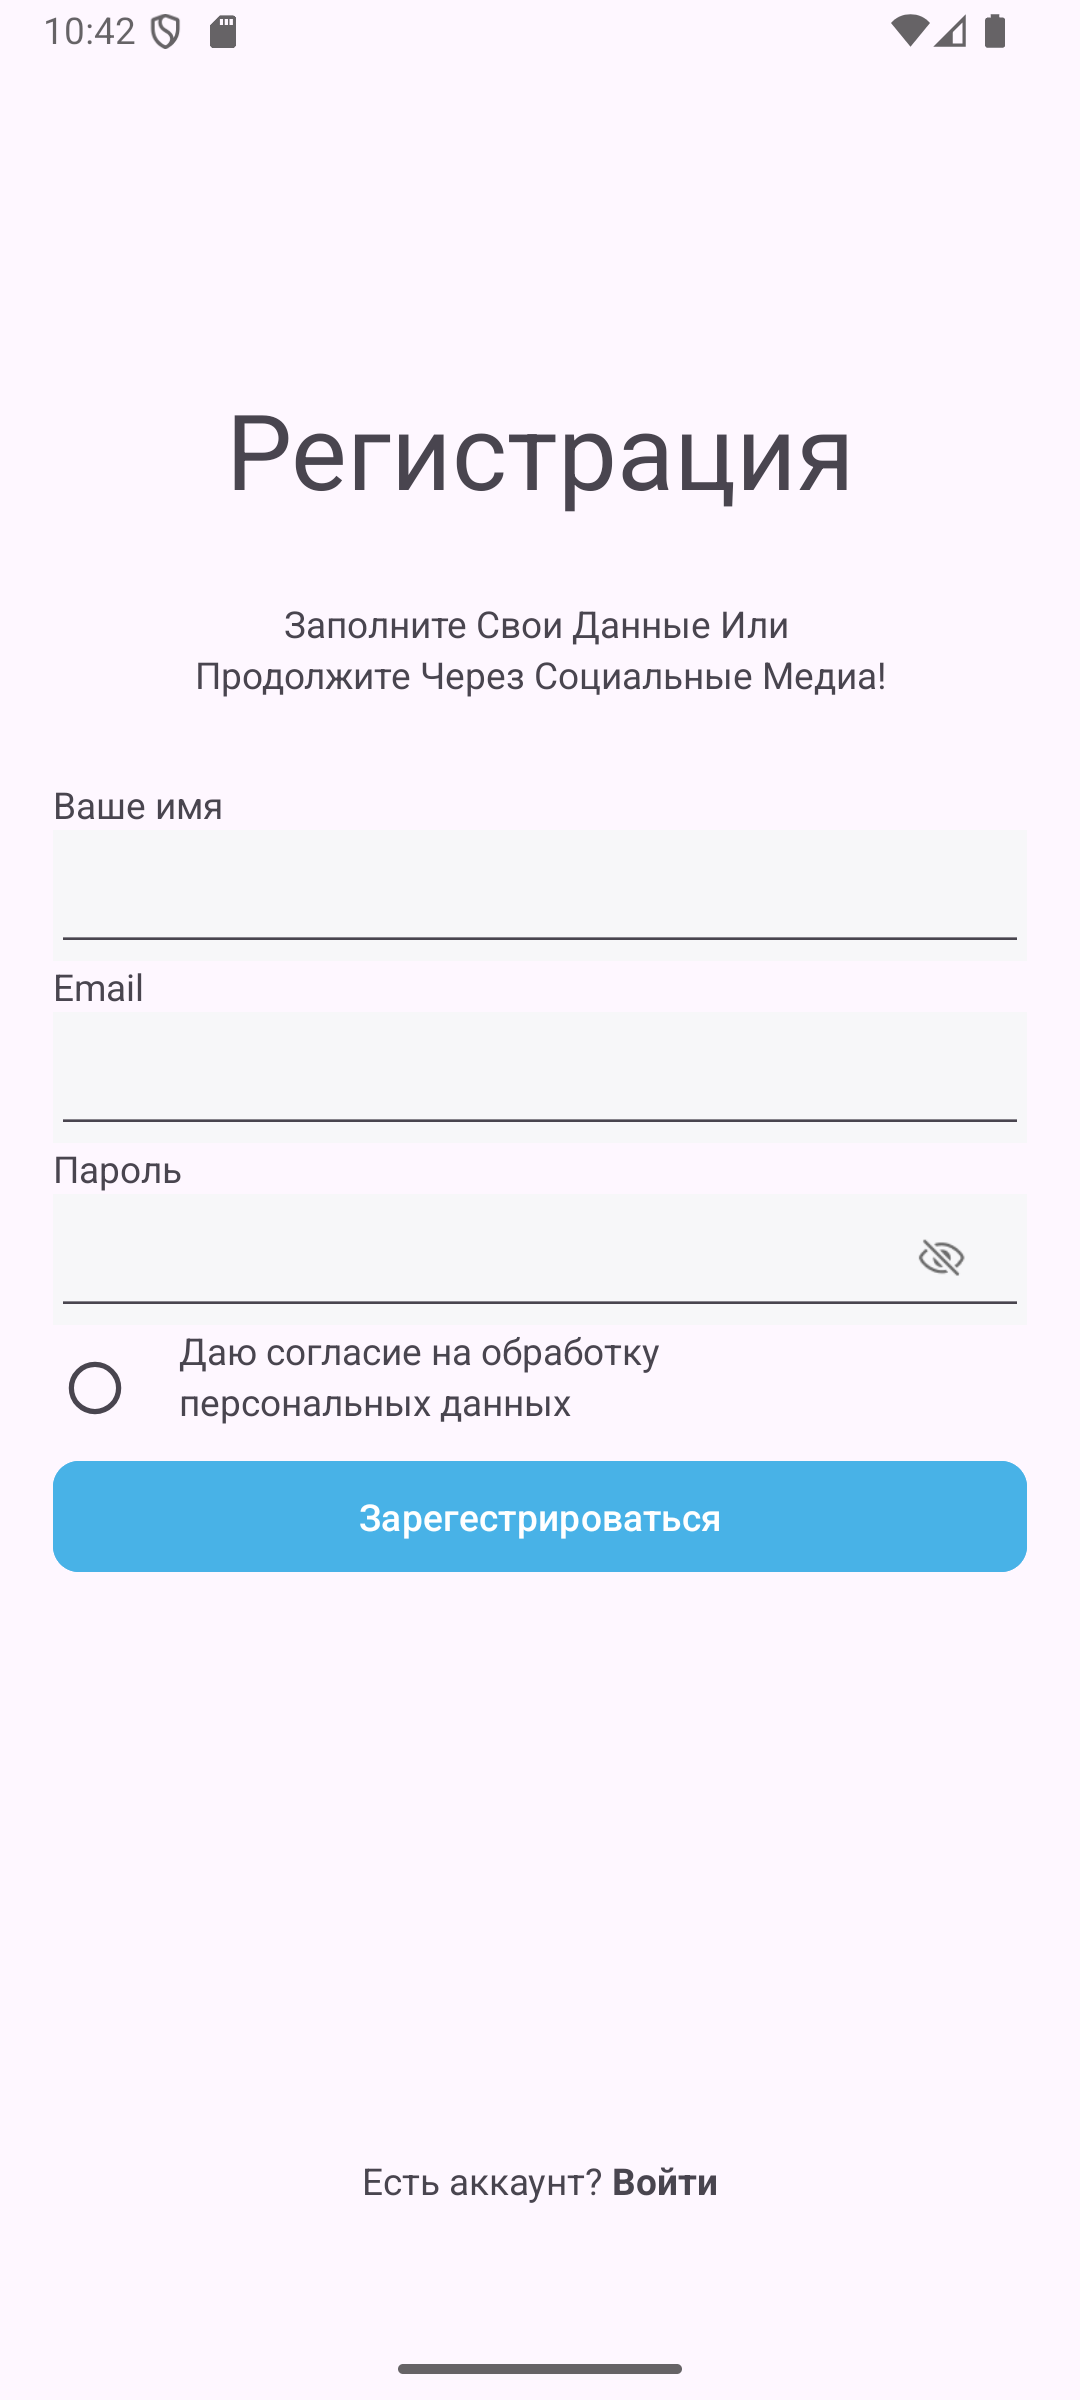 10:42
Регистрация
Заполните Свои Данные Или
Продолжите Через Социальные Медиа!
Ваше имя
Email
Пароль
Даю согласие на обработку
персональных данных
Зарегестрироваться
Есть аккаунт? Войти